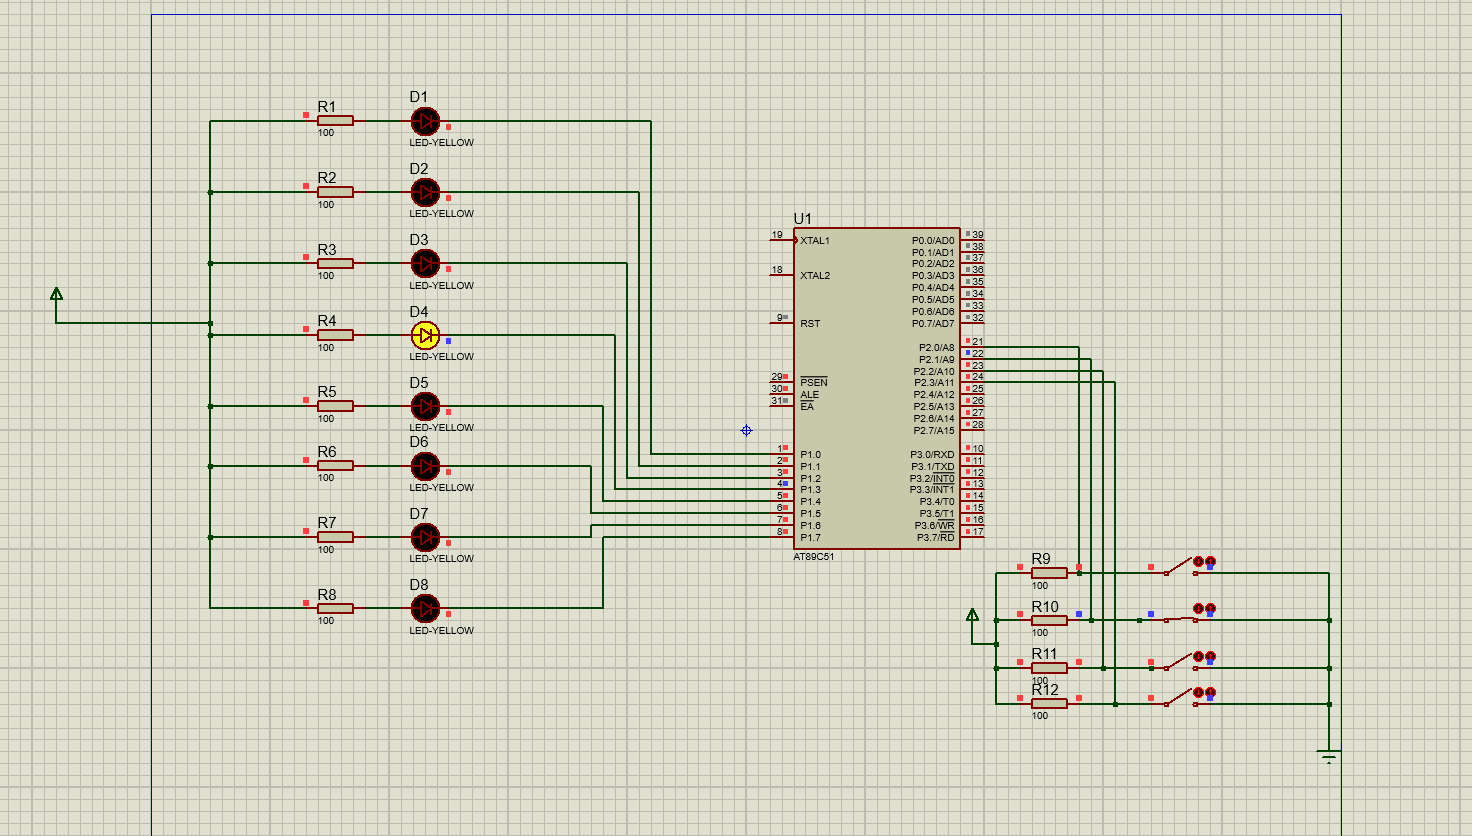 R1
100
D1
LED-YELLOW
R2
100
D2
LED-YELLOW
R3
100
D3
LED-YELLOW
R4
100
D4
LED-YELLOW
R5
100
D5
LED-YELLOW
R6
100
D6
LED-YELLOW
R7
100
D7
LED-YELLOW
R8
100
D8
LED-YELLOW
U1
19 XTAL1
18 XTAL2
9 RST
29 PSEN
30 ALE
31 EA
1 P1.0
2 P1.1
3 P1.2
4 P1.3
5 P1.4
6 P1.5
7 P1.6
8 P1.7
P0.0/AD0 39
P0.1/AD1 38
P0.2/AD2 37
P0.3/AD3 36
P0.4/AD4 35
P0.5/AD5 34
P0.6/AD6 33
P0.7/AD7 32
P2.0/A8 21
P2.1/A9 22
P2.2/A10 23
P2.3/A11 24
P2.4/A12 25
P2.5/A13 26
P2.6/A14 27
P2.7/A15 28
P3.0/RXD 10
P3.1/TXD 11
P3.2/INT0 12
P3.3/INT1 13
P3.4/T0 14
P3.5/T1 15
P3.6/WR 16
P3.7/RD 17
AT89C51
R9
100
R10
100
R11
100
R12
100